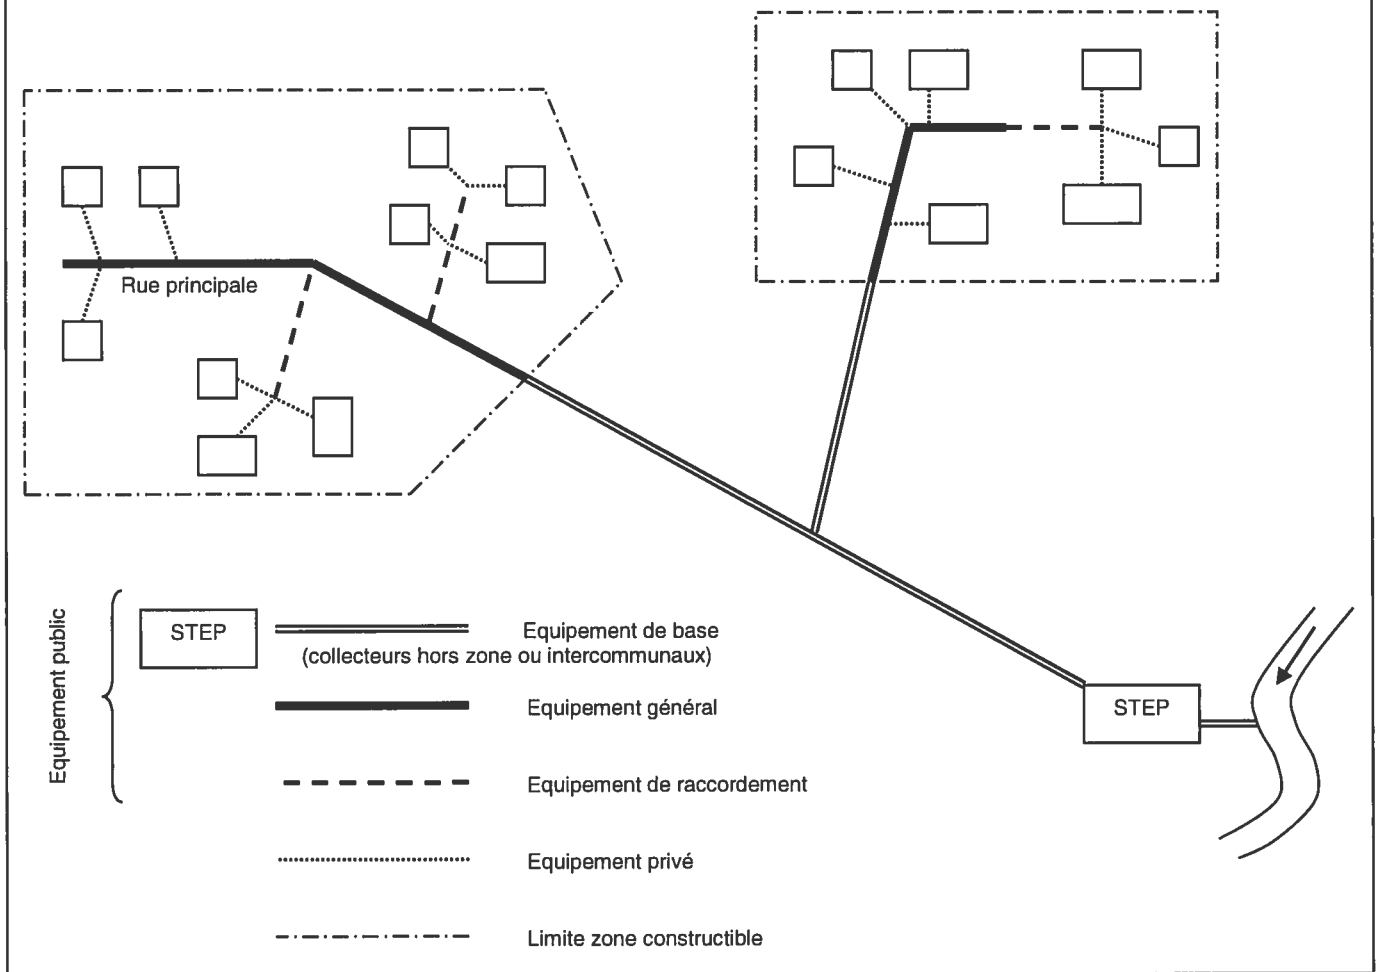 Rue principale
Equipement public
STEP
Equipement de base
(collecteurs hors zone ou intercommunaux)
Equipement général
STEP
Equipement de raccordement
Equipement privé
Limite zone constructible